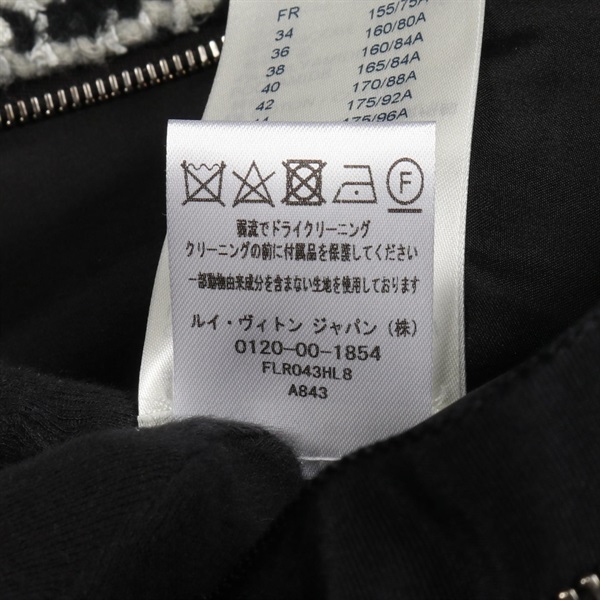 FR 155/75A
34 160/80A
36 160/84A
38 165/84A
40 170/88A
42 175/92A
175/96A
F
弱流でドライクリーニング
クリーニングの前に付属品を保護してください
一部動物由来成分を含まない生地を使用しております
ルイ・ヴィトン ジャパン (株)
0120-00-1854
FLR043HL8
A843